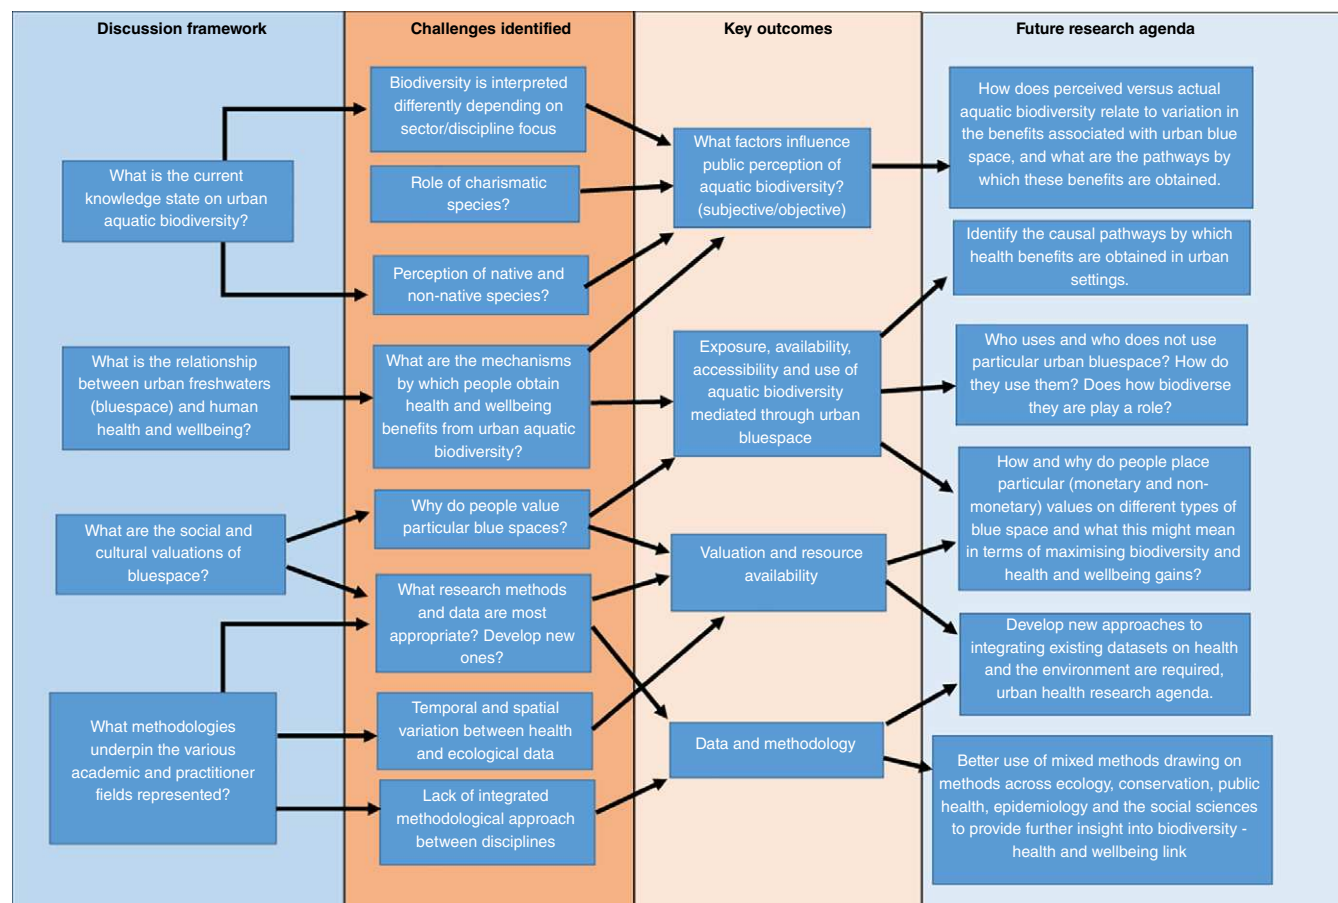 Discussion framework
Challenges identified
Key outcomes
Future research agenda
What is the current
knowledge state on urban
aquatic biodiversity?
What is the relationship
between urban freshwaters
(bluespace) and human
health and wellbeing?
What are the social and
cultural valuations of
bluespace?
What methodologies
underpin the various
academic and practitioner
fields represented?
Biodiversity is interpreted
differently depending on
sector/discipline focus
Role of charismatic
species?
Perception of native and
non-native species?
What are the mechanisms
by which people obtain
health and wellbeing
benefits from urban aquatic
biodiversity?
Why do people value
particular blue spaces?
What research methods
and data are most
appropriate? Develop new
ones?
Temporal and spatial
variation between health
and ecological data
Lack of integrated
methodological approach
between disciplines
What factors influence
public perception of
aquatic biodiversity?
(subjective/objective)
Exposure, availability,
accessibility and use of
aquatic biodiversity
mediated through urban
bluespace
Valuation and resource
availability
Data and methodology
How does perceived versus actual
aquatic biodiversity relate to variation in
the benefits associated with urban blue
space, and what are the pathways by
which these benefits are obtained.
Identify the causal pathways by which
health benefits are obtained in urban
settings.
Who uses and who does not use
particular urban bluespace? How do
they use them? Does how biodiverse
they are play a role?
How and why do people place
particular (monetary and non-
monetary) values on different types of
blue space and what this might mean
in terms of maximising biodiversity and
health and wellbeing gains?
Develop new approaches to
integrating existing datasets on health
and the environment are required,
urban health research agenda.
Better use of mixed methods drawing on
methods across ecology, conservation, public
health, epidemiology and the social sciences
to provide further insight into biodiversity -
health and wellbeing link